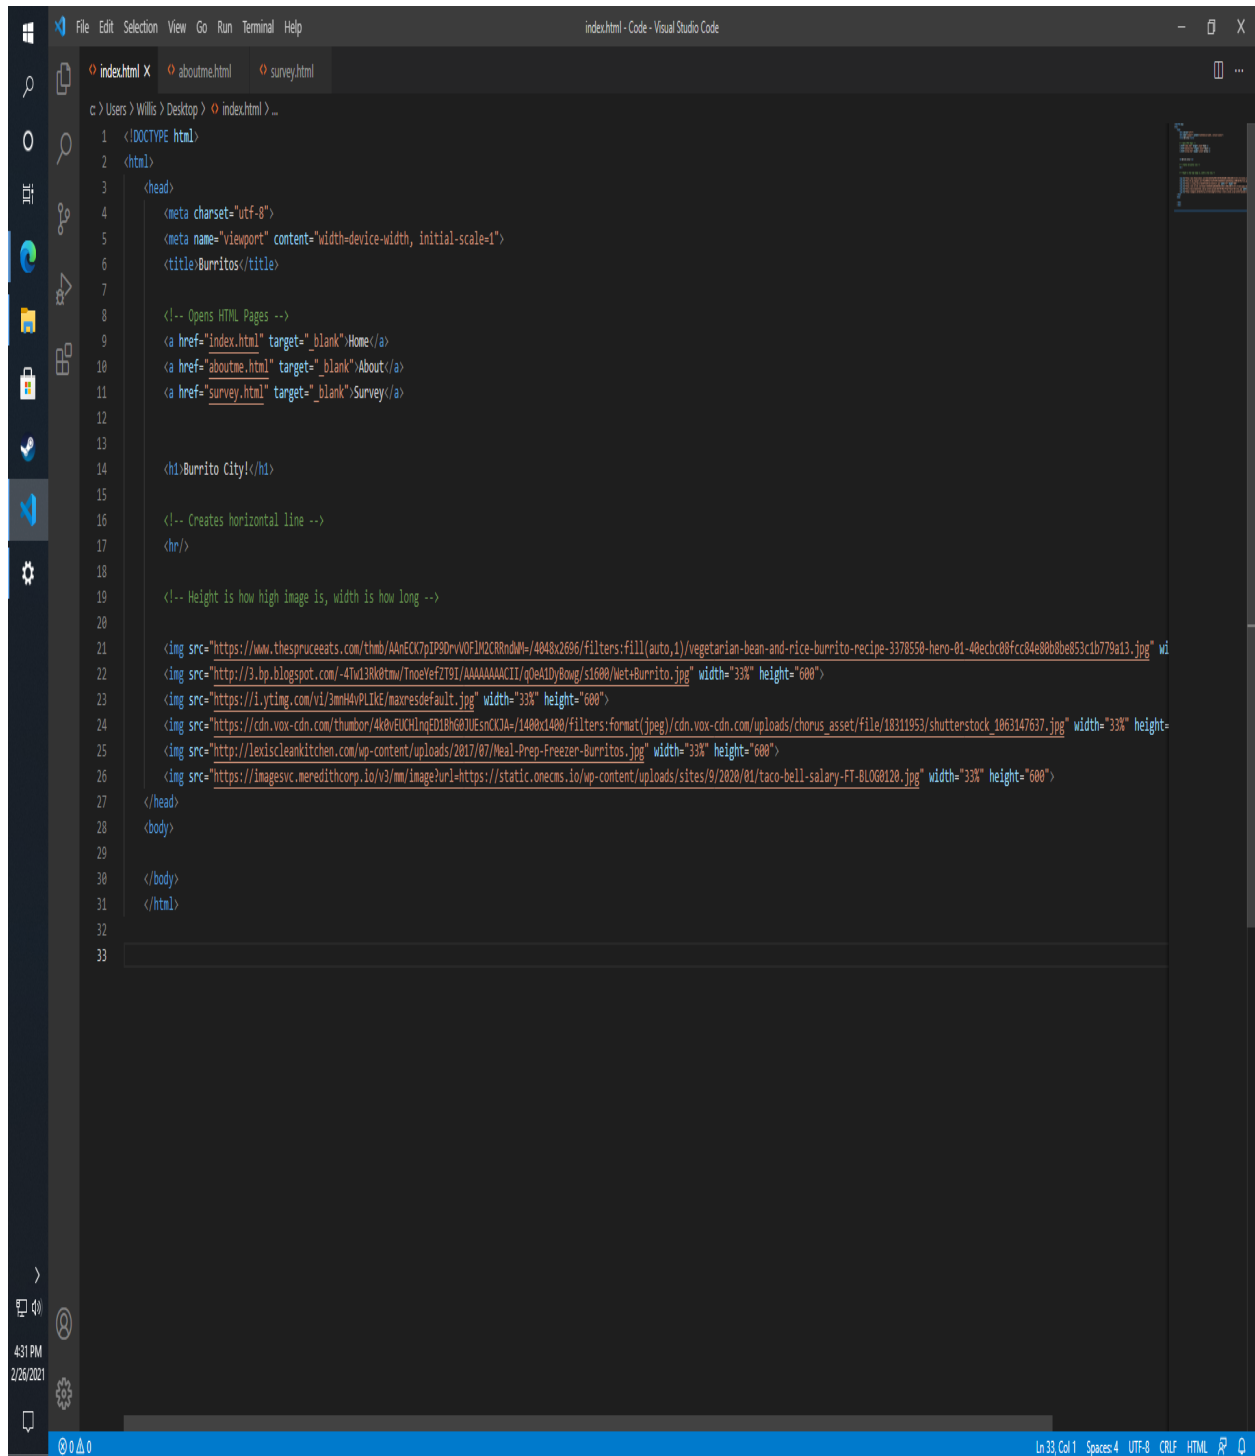 File Edit Selection View Go Run Terminal Help
index.html - Code - Visual Studio Code
index.html
aboutme.html
survey.html
c: > Users > Willis > Desktop > index.html > ...
1 <!DOCTYPE html>
2 <html>
3 <head>
4 <meta charset="utf-8">
5 <meta name="viewport" content="width=device-width, initial-scale=1">
6 <title>Burritos</title>
7
8 <!-- Opens HTML Pages -->
9 <a href="index.html" target="_blank">Home</a>
10 <a href="aboutme.html" target="_blank">About</a>
11 <a href="survey.html" target="_blank">Survey</a>
12
13
14 <h1>Burrito City!</h1>
15
16 <!-- Creates horizontal line -->
17 <hr/>
18
19 <!-- Height is how high image is, width is how long -->
20
21 <img src="https://www.thespruceeats.com/thmb/AAnECK7pIP9DrvVOFlM2CRRndWM=/4048x2696/filters:fill(auto,1)/vegetarian-bean-and-rice-burrito-recipe-3378550-hero-01-40ecbc08fcc84e80b8be853c1b779a13.jpg" wi
22 <img src="http://3.bp.blogspot.com/-4Tw13Rk0tmw/TnoeYefZT9I/AAAAAAAACII/qOeA1DyBowg/s1600/Wet+Burrito.jpg" width="33%" height="600">
23 <img src="https://i.ytimg.com/vi/3mnH4vPLIkE/maxresdefault.jpg" width="33%" height="600">
24 <img src="https://cdn.vox-cdn.com/thumbor/4k0vEUCHlnqED1BhG0JUEsnCKJA=/1400x1400/filters:format(jpeg)/cdn.vox-cdn.com/uploads/chorus_asset/file/18311953/shutterstock_1063147637.jpg" width="33%" height=
25 <img src="http://lexiscleankitchen.com/wp-content/uploads/2017/07/Meal-Prep-Freezer-Burritos.jpg" width="33%" height="600">
26 <img src="https://imagesvc.meredithcorp.io/v3/mm/image?url=https://static.onecms.io/wp-content/uploads/sites/9/2020/01/taco-bell-salary-FT-BLOG0120.jpg" width="33%" height="600">
27 </head>
28 <body>
29
30 </body>
31 </html>
32
33
4:31 PM
2/26/2021
0 0
Ln 33, Col 1 Spaces: 4 UTF-8 CRLF HTML